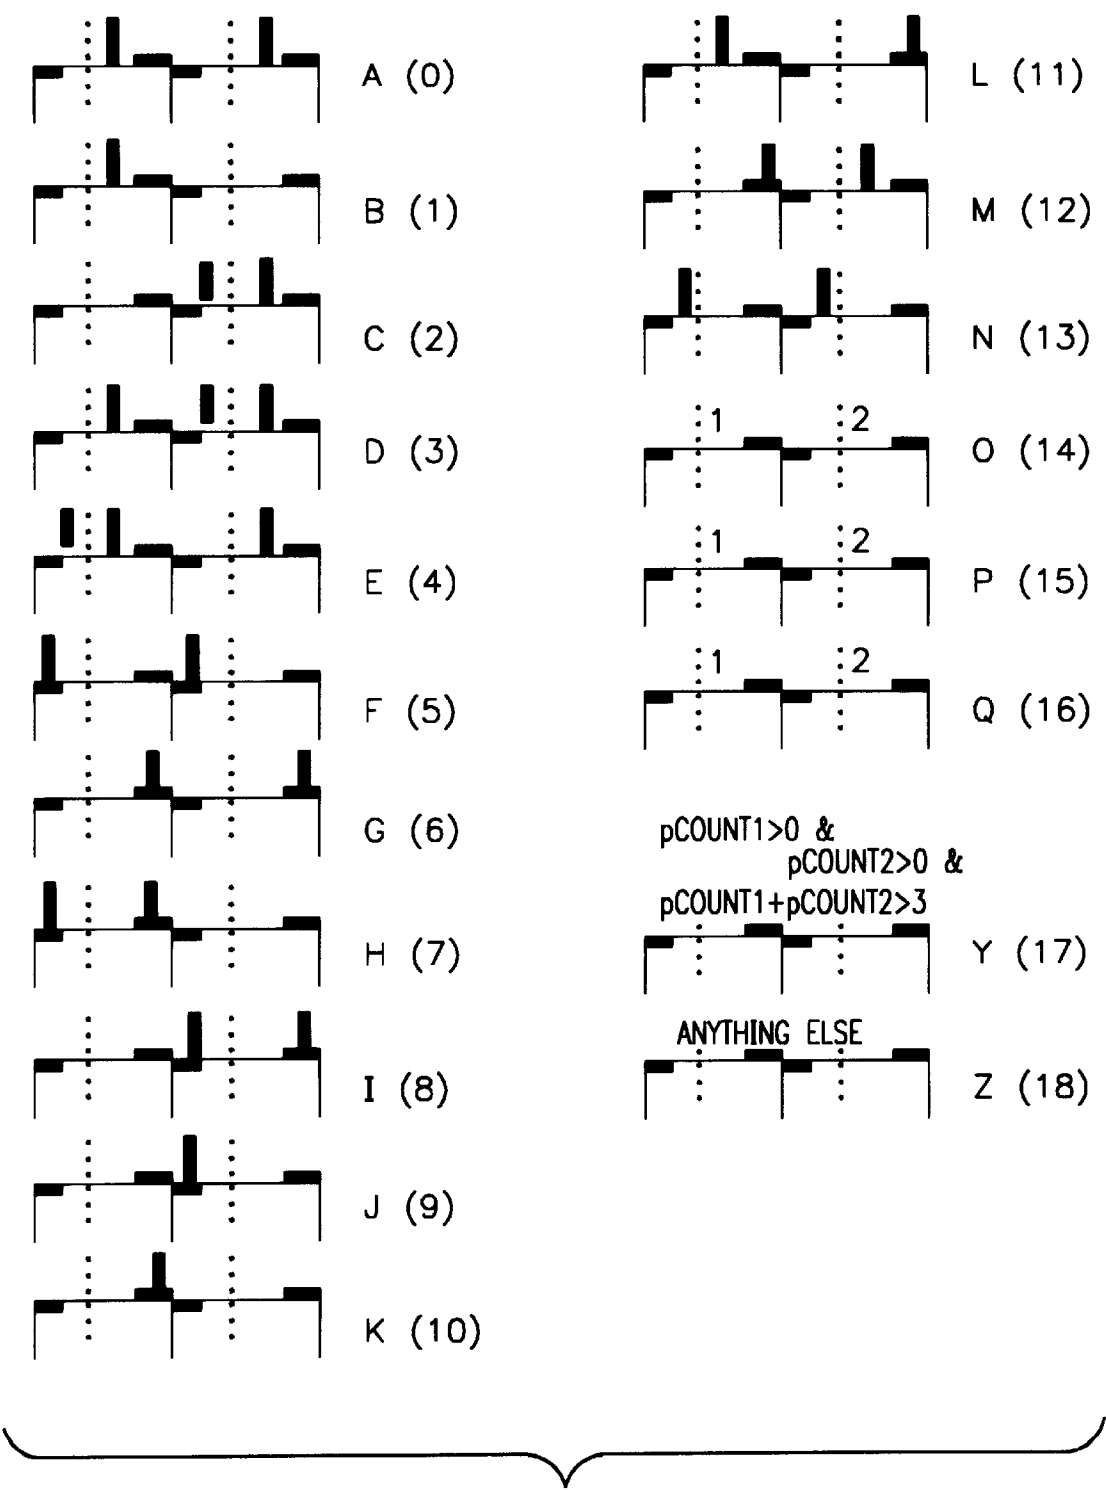 A (0)
B (1)
C (2)
D (3)
E (4)
F (5)
G (6)
H (7)
I (8)
J (9)
K (10)
L (11)
M (12)
N (13)
1 2 O (14)
1 2 P (15)
1 2 Q (16)
pCOUNT1>0 &
pCOUNT2>0 &
pCOUNT1+pCOUNT2>3
Y (17)
ANYTHING ELSE
Z (18)